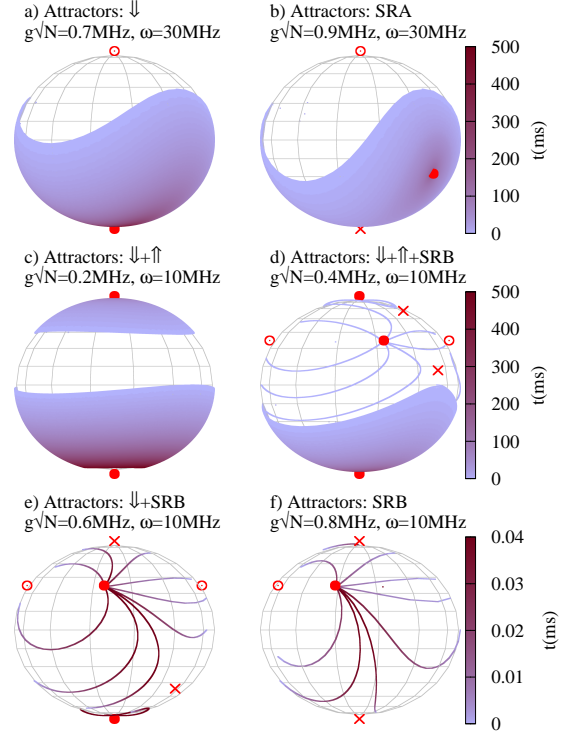 a) Attractors: ⇓
g√N=0.7MHz, ω=30MHz
b) Attractors: SRA
g√N=0.9MHz, ω=30MHz
500
400
300
200
100
0
t(ms)
c) Attractors: ⇓+⇑
g√N=0.2MHz, ω=10MHz
d) Attractors: ⇓+⇑+SRB
g√N=0.4MHz, ω=10MHz
500
400
300
200
100
0
t(ms)
e) Attractors: ⇓+SRB
g√N=0.6MHz, ω=10MHz
f) Attractors: SRB
g√N=0.8MHz, ω=10MHz
0.04
0.03
0.02
0.01
0
t(ms)